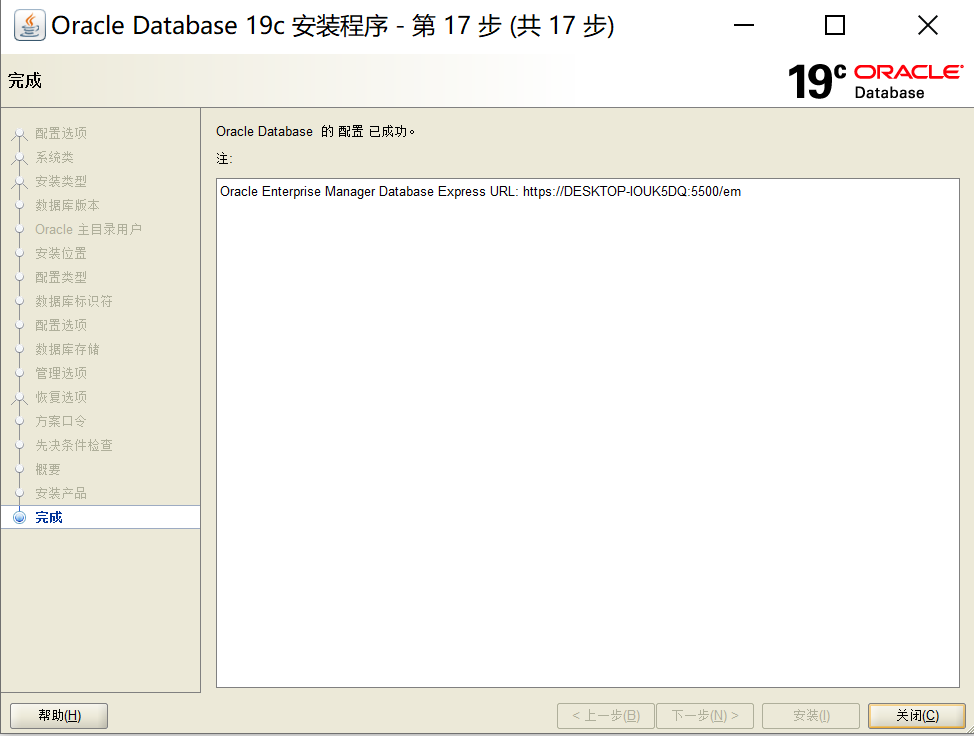 Oracle Database 19c 安装程序 - 第 17 步 (共 17 步)
完成
19c ORACLE
Database
配置选项
系统类
安装类型
数据库版本
Oracle 主目录用户
安装位置
配置类型
数据库标识符
配置选项
数据库存储
管理选项
恢复选项
方案口令
先决条件检查
概要
安装产品
完成
Oracle Database 的 配置 已成功。
注:
Oracle Enterprise Manager Database Express URL: https://DESKTOP-IOUK5DQ:5500/em
帮助(H)
< 上一步(B)
下一步(N) >
安装(I)
关闭(C)